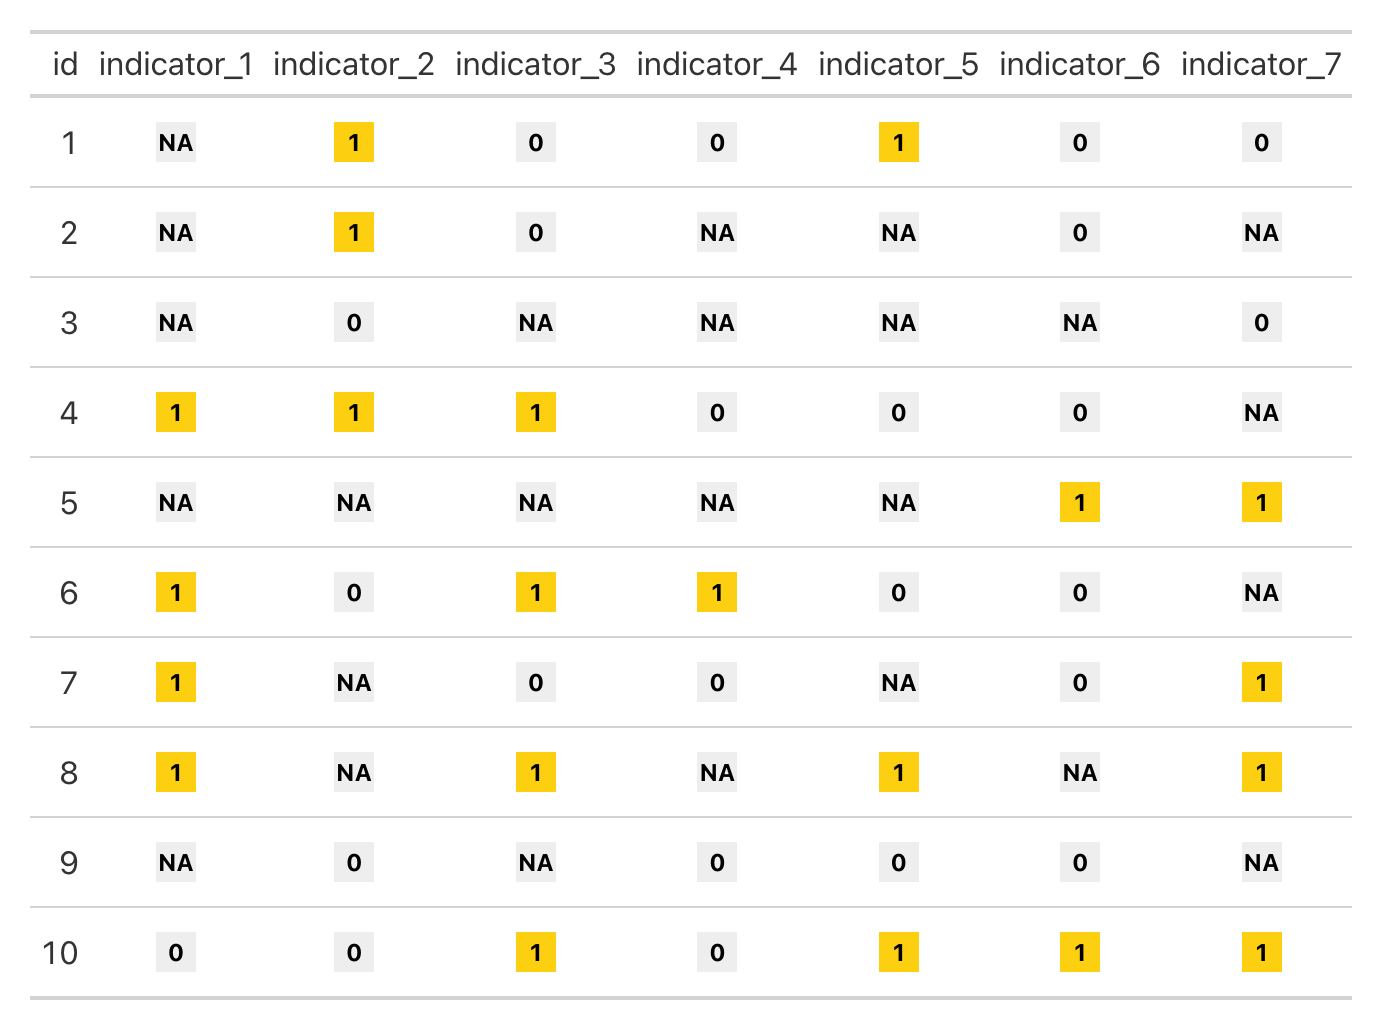 id indicator_1 indicator_2 indicator_3 indicator_4 indicator_5 indicator_6 indicator_7
1 NA 1 0 0 1 0 0
2 NA 1 0 NA NA 0 NA
3 NA 0 NA NA NA NA 0
4 1 1 1 0 0 0 NA
5 NA NA NA NA NA 1 1
6 1 0 1 1 0 0 NA
7 1 NA 0 0 NA 0 1
8 1 NA 1 NA 1 NA 1
9 NA 0 NA 0 0 0 NA
10 0 0 1 0 1 1 1